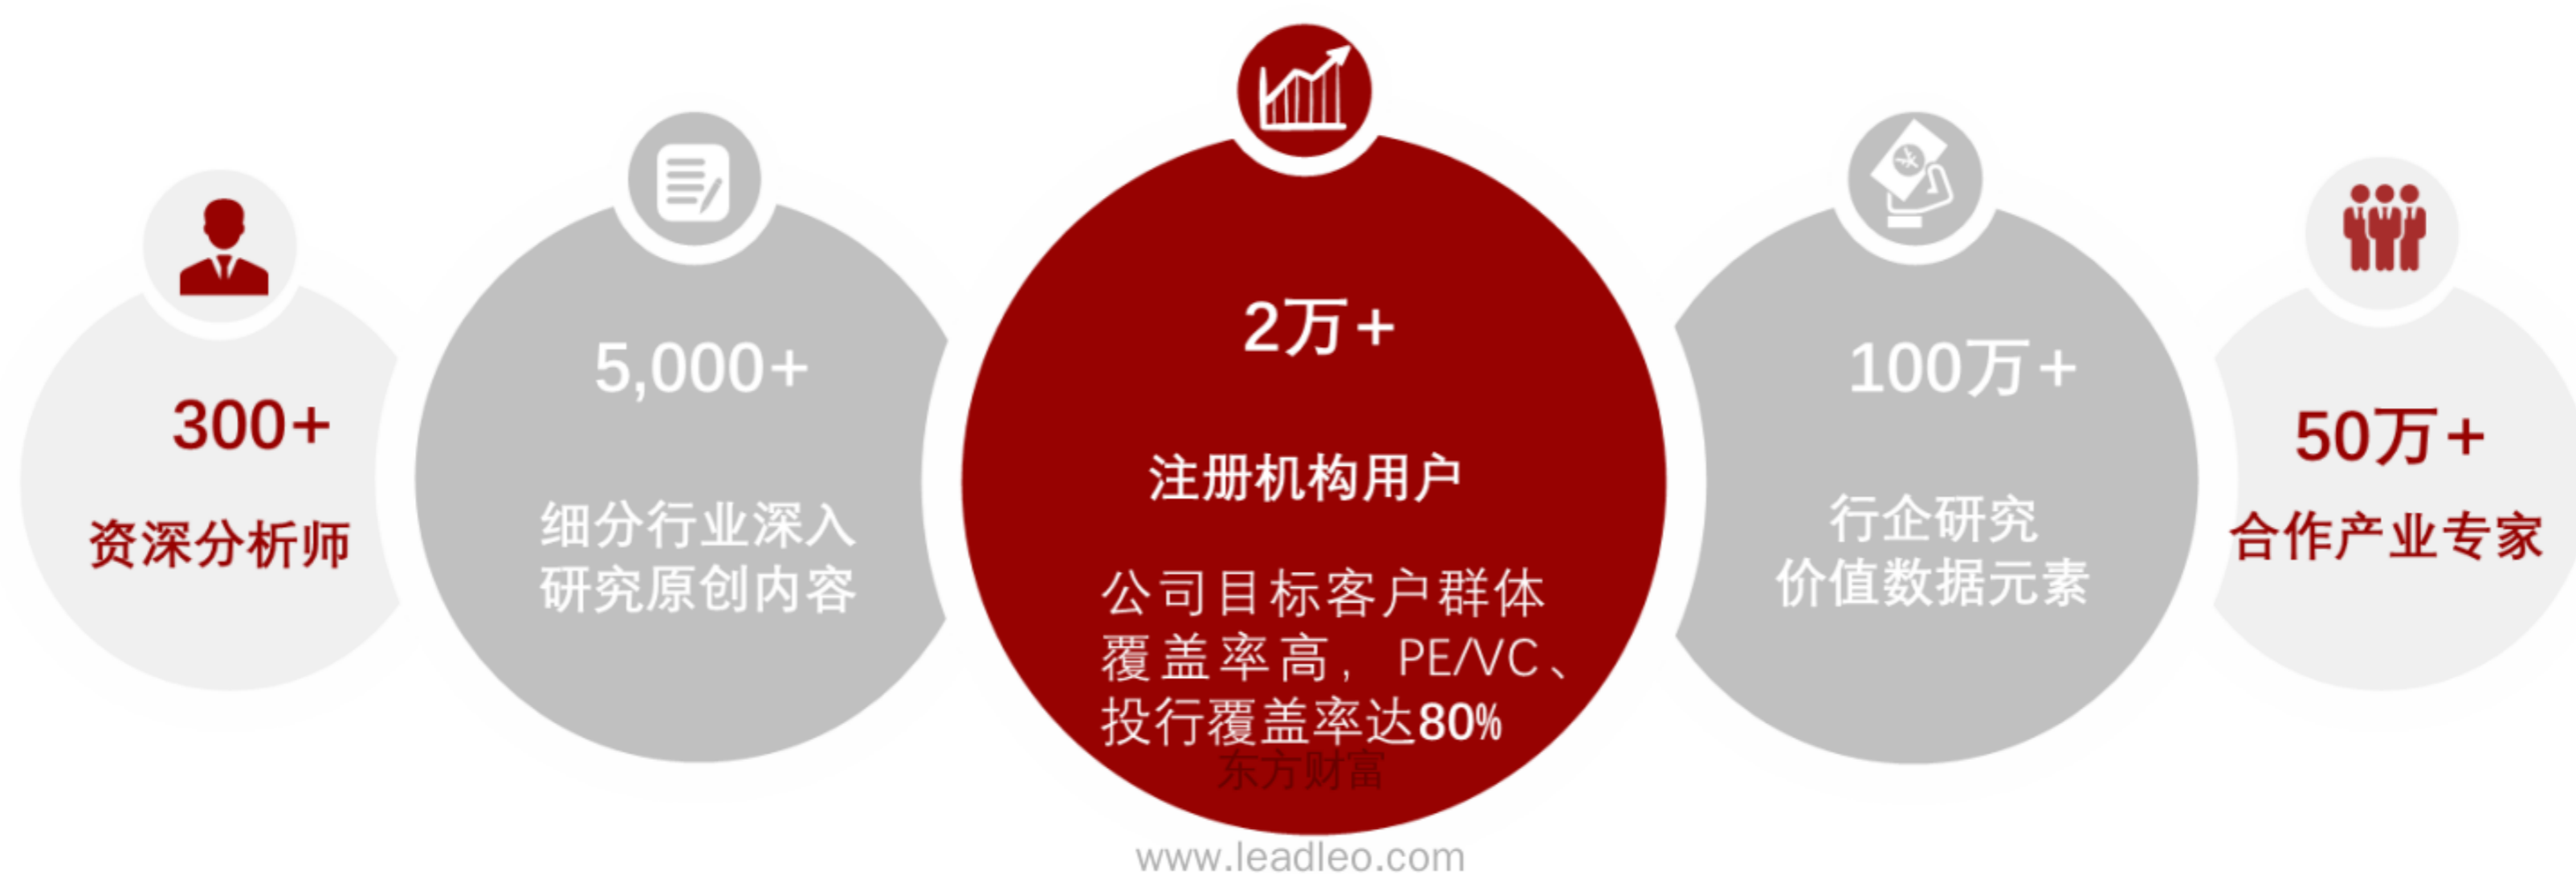 300+
资深分析师
5,000+
细分行业深入
研究原创内容
2万+
注册机构用户
公司目标客户群体
覆盖率高，PE/VC、
投行覆盖率达80%
东方财富
100万+
行企研究
价值数据元素
50万+
合作产业专家
www.leadleo.com